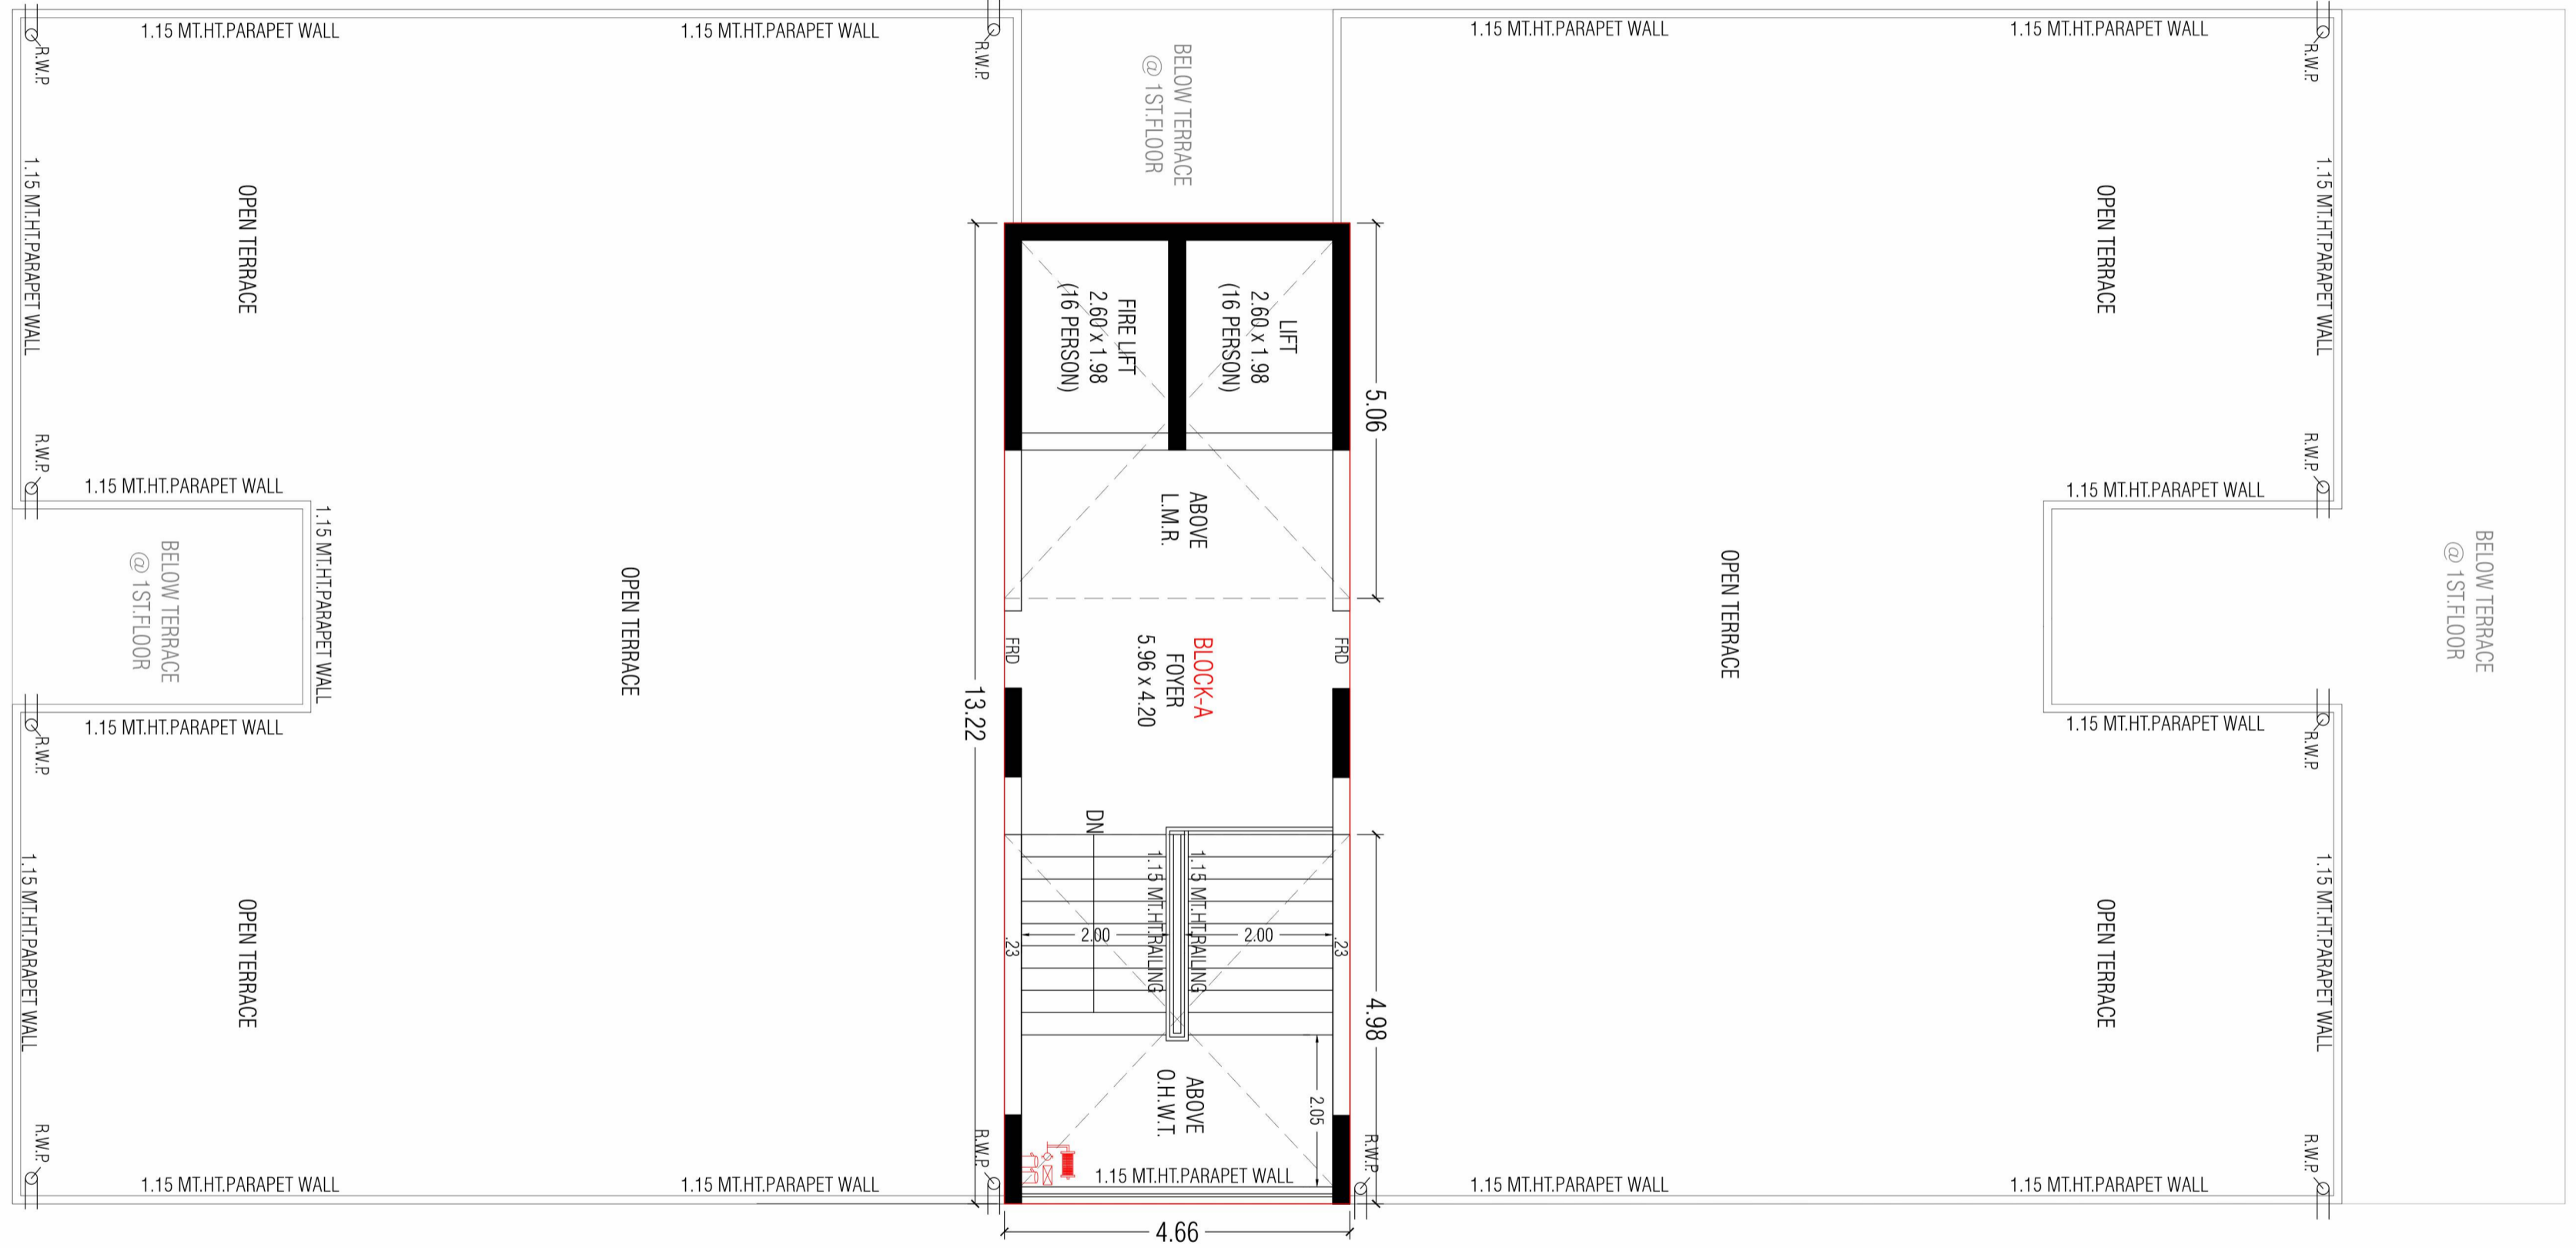 1.15 MT.HT.PARAPET WALL
1.15 MT.HT.PARAPET WALL
1.15 MT.HT.PARAPET WALL
1.15 MT.HT.PARAPET WALL
R.W.P.
R.W.P.
R.W.P.
BELOW TERRACE
@ 1ST.FLOOR
1.15 MT.HT.PARAPET WALL
OPEN TERRACE
OPEN TERRACE
1.15 MT.HT.PARAPET WALL
FIRE LIFT
2.60 x 1.98
(16 PERSON)
LIFT
2.60 x 1.98
(16 PERSON)
5.06
R.W.P.
R.W.P.
1.15 MT.HT.PARAPET WALL
1.15 MT.HT.PARAPET WALL
ABOVE
L.M.R.
1.15 MT.HT.PARAPET WALL
BELOW TERRACE
@ 1ST.FLOOR
OPEN TERRACE
OPEN TERRACE
BELOW TERRACE
@ 1ST.FLOOR
FRD
BLOCK-A
FOYER
5.96 x 4.20
FRD
13.22
1.15 MT.HT.PARAPET WALL
1.15 MT.HT.PARAPET WALL
R.W.P.
R.W.P.
DN
1.15 MT.HT.RAILING
1.15 MT.HT.RAILING
1.15 MT.HT.PARAPET WALL
OPEN TERRACE
.23
2.00
2.00
.23
4.98
OPEN TERRACE
1.15 MT.HT.PARAPET WALL
ABOVE
O.H.W.T.
2.05
R.W.P.
R.W.P.
R.W.P.
R.W.P.
1.15 MT.HT.PARAPET WALL
1.15 MT.HT.PARAPET WALL
1.15 MT.HT.PARAPET WALL
1.15 MT.HT.PARAPET WALL
1.15 MT.HT.PARAPET WALL
4.66